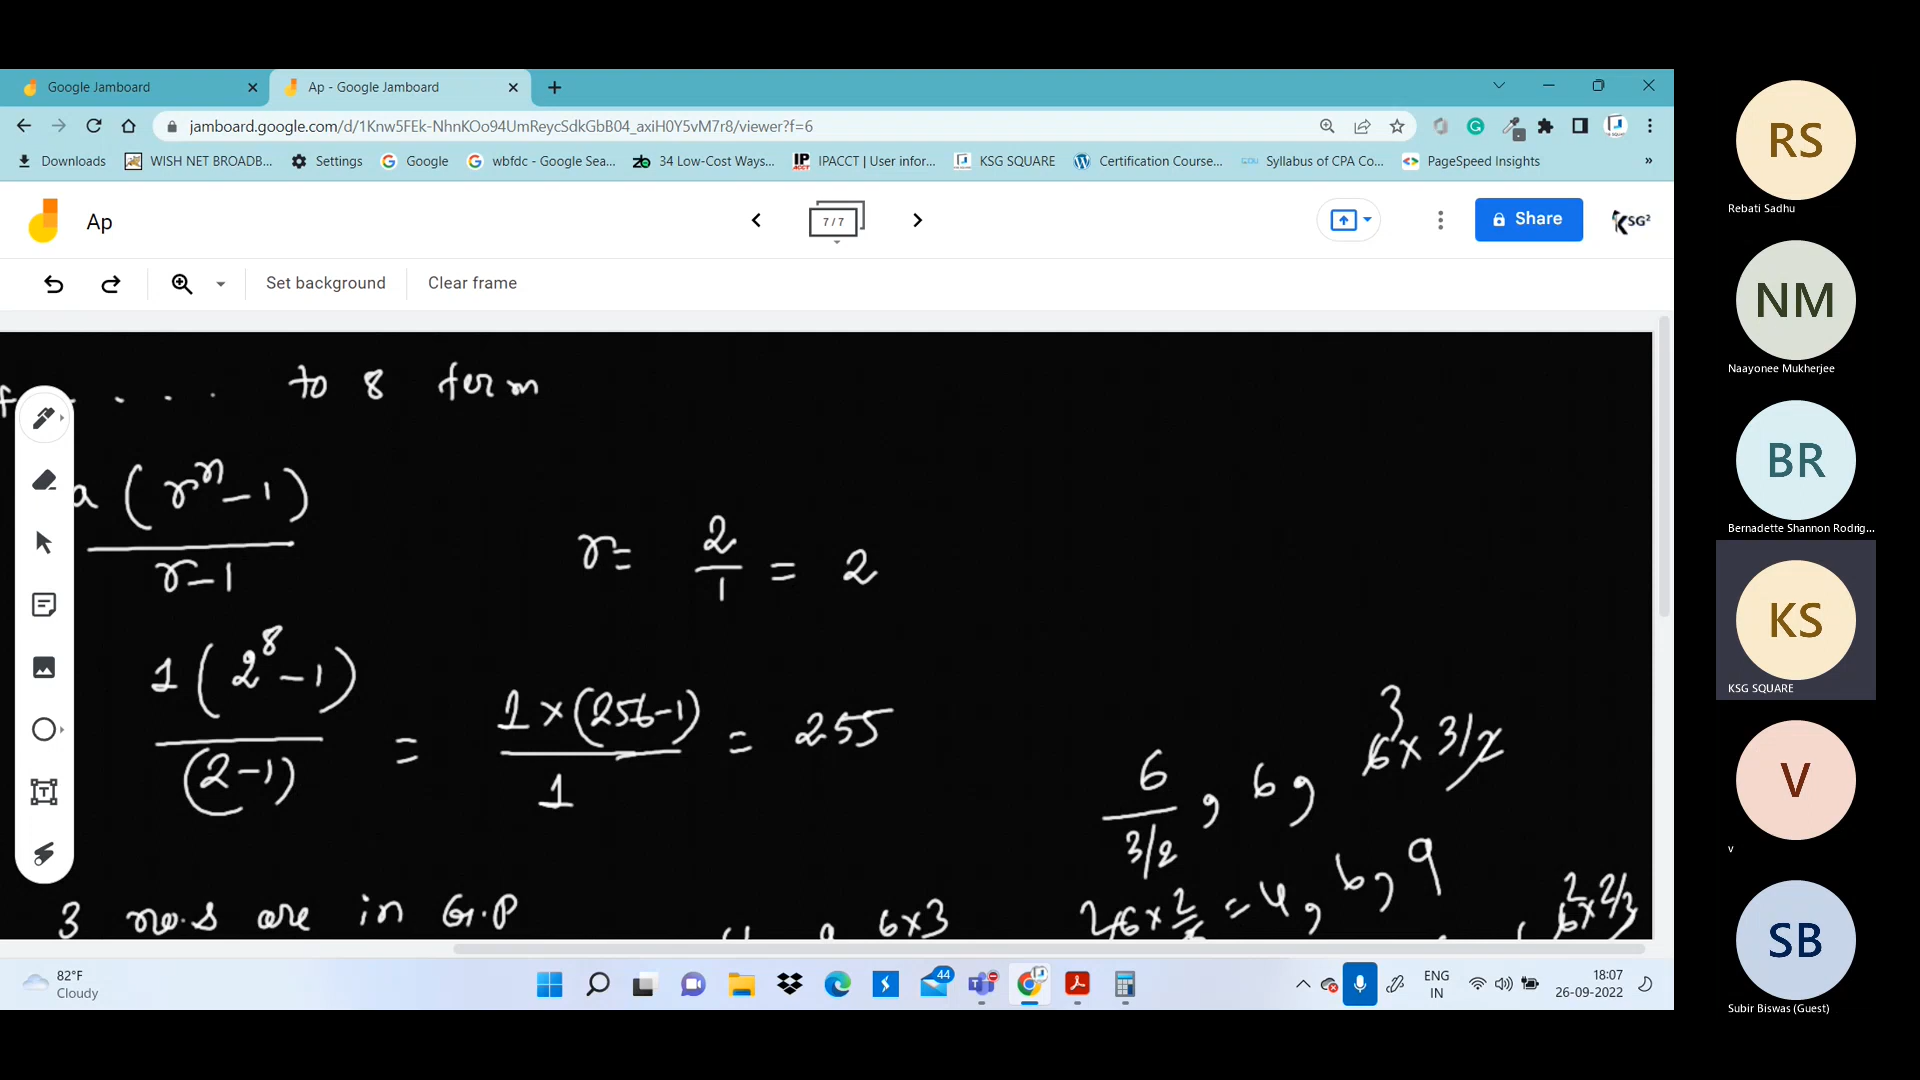 Google Jamboard
Ap - Google Jamboard
jamboard.google.com/d/1Knw5FEk-NhnKOo94UmReycSdkGbB04_axiH0Y5vM7r8/viewer?f=6
Downloads WISH NET BROADB... Settings Google wbfdc - Google Sea... 34 Low-Cost Ways... IPACCT | User infor... KSG SQUARE Certification Course... Syllabus of CPA Co... PageSpeed Insights »
Ap 7 / 7 Share KSG²
Set background Clear frame
. . . . to 8 term
a (r^n - 1)
r - 1
r = 2/1 = 2
1 (2^8 - 1) / (2 - 1) = 1 × (256 - 1) / 1 = 255
6 / 3/2 , 6 , 6 × 3/2
3
= 4 , 6 , 9
3 no.s are in G.P
6 × 3
82°F
Cloudy
44
ENG
IN
18:07
26-09-2022
RS
Rebati Sadhu
NM
Naayonee Mukherjee
BR
Bernadette Shannon Rodrig...
KS
KSG SQUARE
V
v
SB
Subir Biswas (Guest)